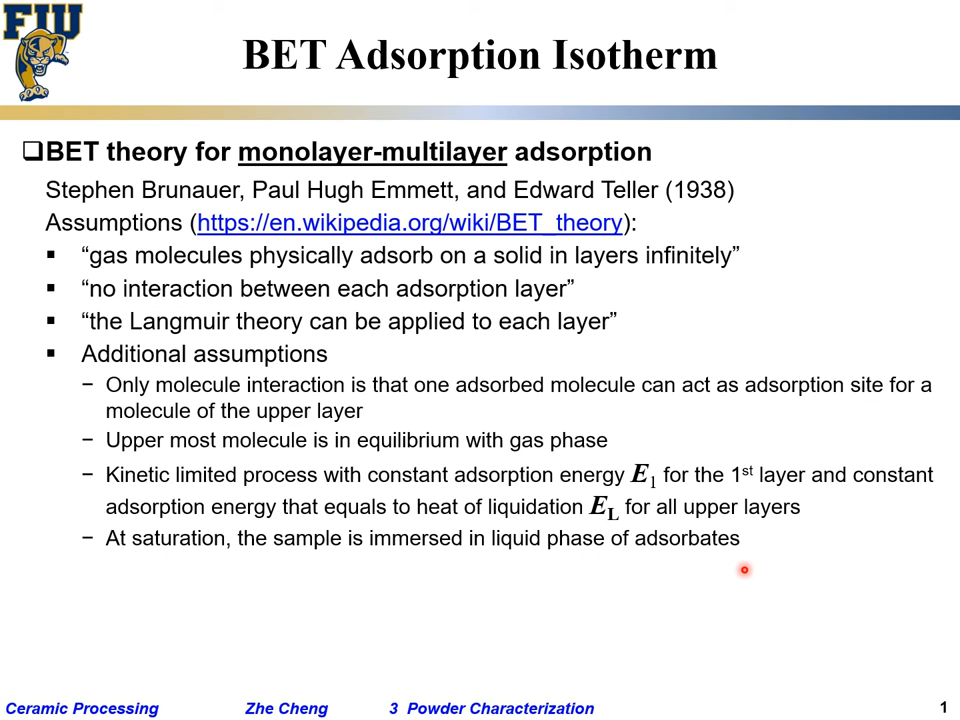 FIU
BET Adsorption Isotherm
❑BET theory for monolayer-multilayer adsorption
Stephen Brunauer, Paul Hugh Emmett, and Edward Teller (1938)
Assumptions (https://en.wikipedia.org/wiki/BET_theory):
▪ “gas molecules physically adsorb on a solid in layers infinitely”
▪ “no interaction between each adsorption layer”
▪ “the Langmuir theory can be applied to each layer”
▪ Additional assumptions
− Only molecule interaction is that one adsorbed molecule can act as adsorption site for a
molecule of the upper layer
− Upper most molecule is in equilibrium with gas phase
− Kinetic limited process with constant adsorption energy E₁ for the 1st layer and constant
adsorption energy that equals to heat of liquidation E_L for all upper layers
− At saturation, the sample is immersed in liquid phase of adsorbates
Ceramic Processing Zhe Cheng 3 Powder Characterization 1